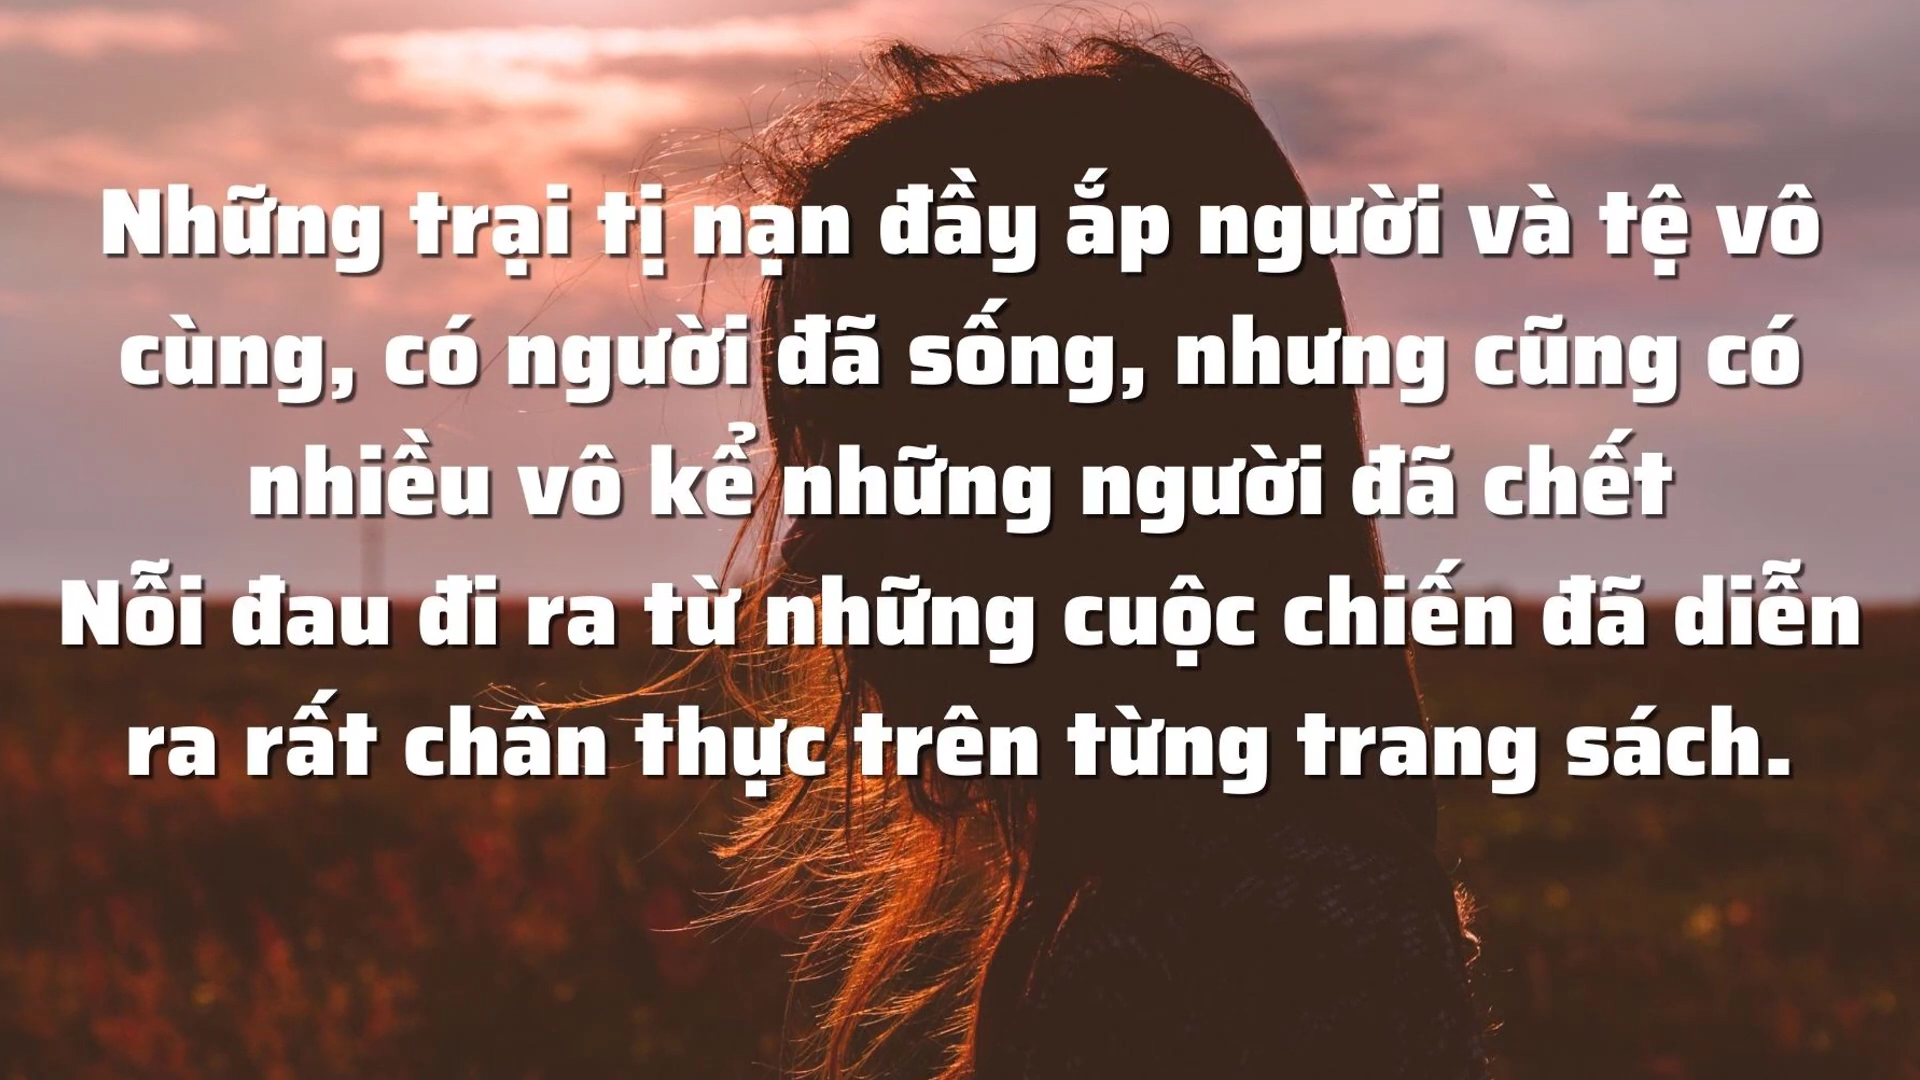 Những trại tị nạn đầy ắp người và tệ vô
cùng, có người đã sống, nhưng cũng có
nhiều vô kể những người đã chết
Nỗi đau đi ra từ những cuộc chiến đã diễn
ra rất chân thực trên từng trang sách.